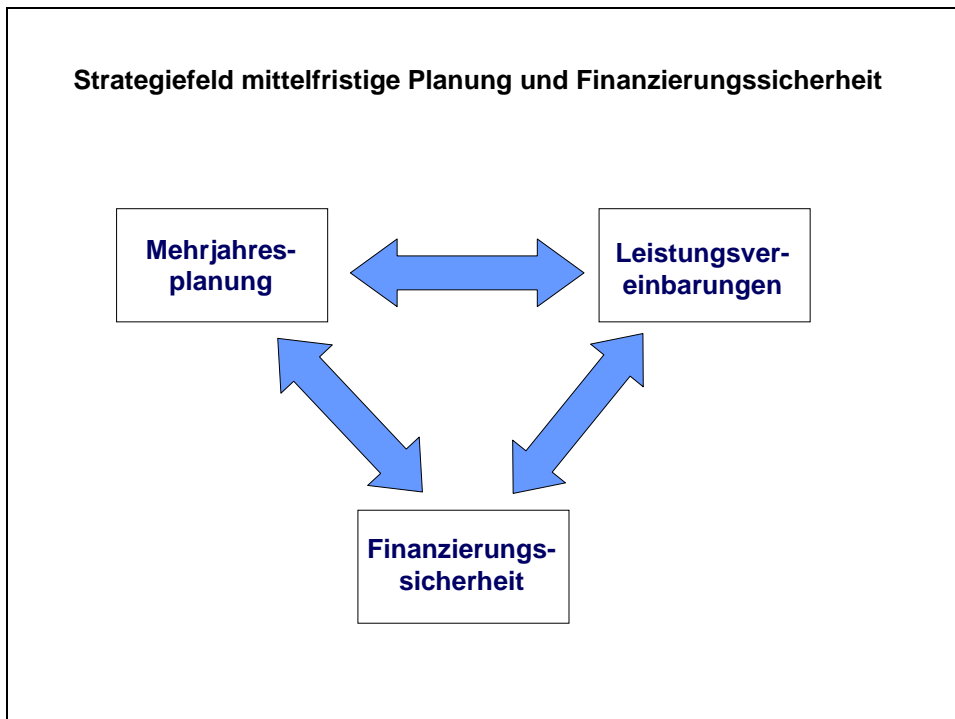 Strategiefeld mittelfristige Planung und Finanzierungssicherheit
Mehrjahres-
planung
Leistungsver-
einbarungen
Finanzierungs-
sicherheit